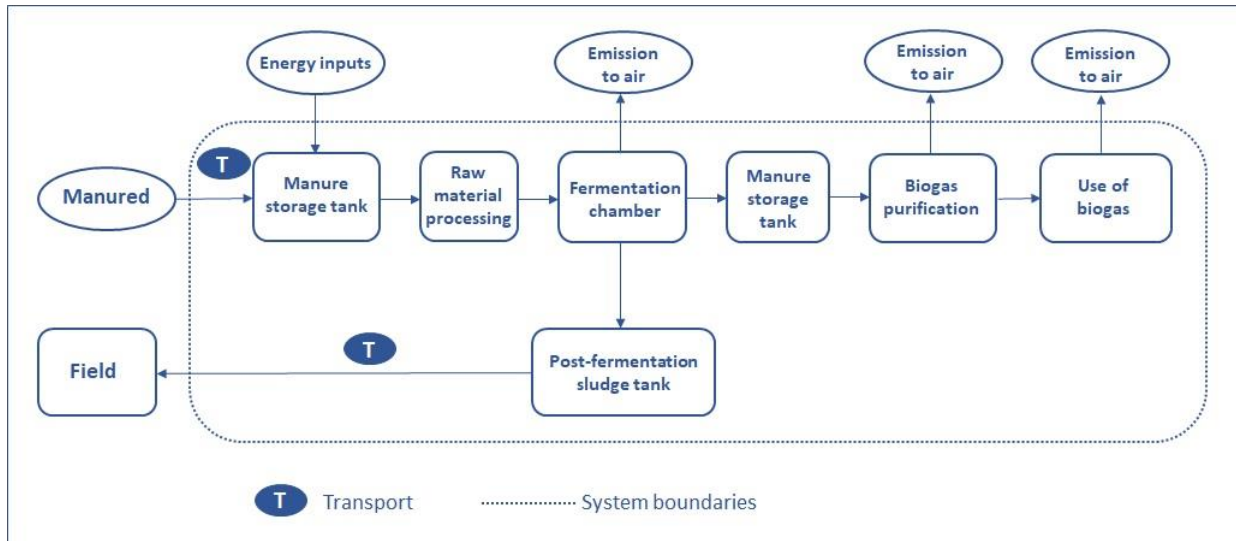 Energy inputs
Emission
to air
Emission
to air
Emission
to air
T
Manured
Manure
storage tank
Raw
material
processing
Fermentation
chamber
Manure
storage
tank
Biogas
purification
Use of
biogas
Field
T
Post-fermentation
sludge tank
T Transport
System boundaries